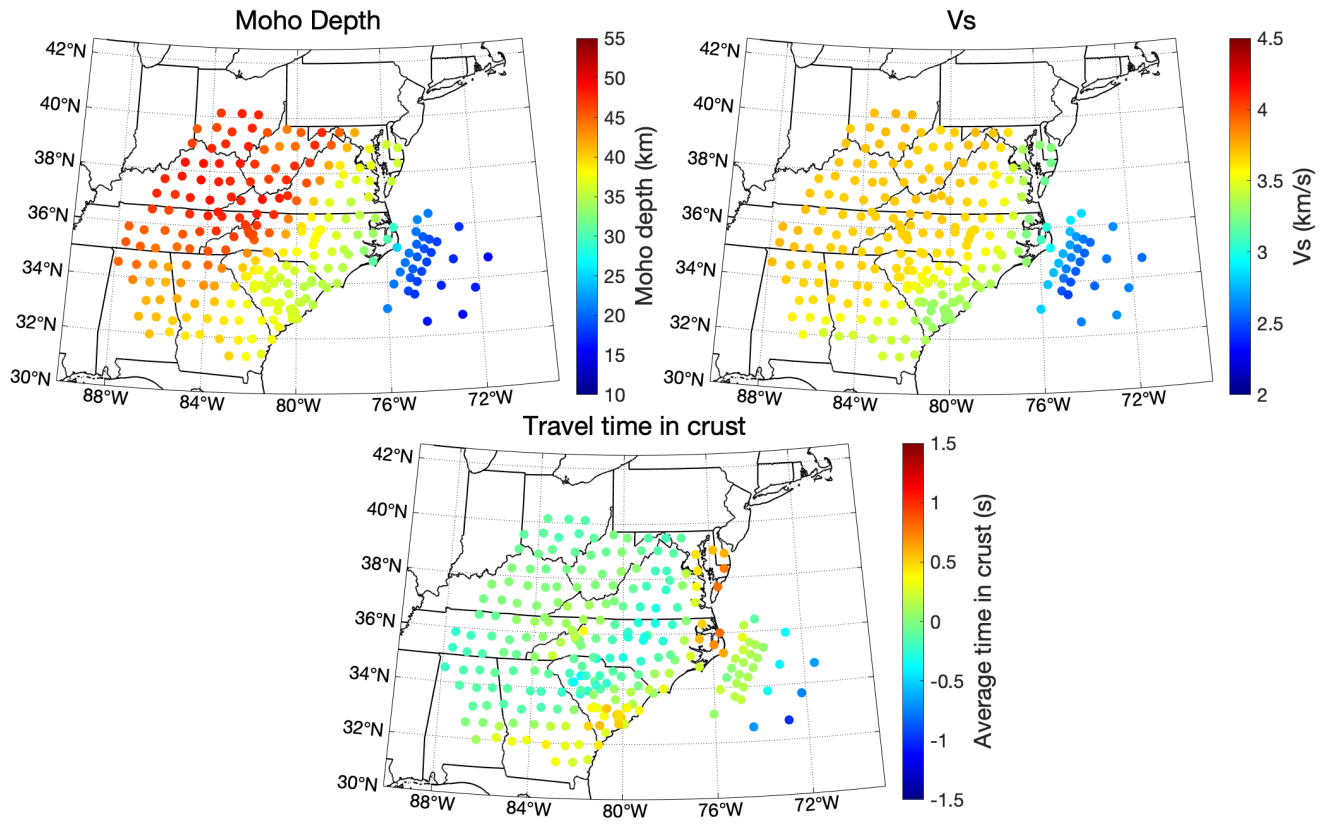 Moho Depth
Vs
42°N
40°N
38°N
36°N
34°N
32°N
30°N
88°W
84°W
80°W
76°W
72°W
55
50
45
40
35
30
25
20
15
10
Moho depth (km)
42°N
40°N
38°N
36°N
34°N
32°N
30°N
88°W
84°W
80°W
76°W
72°W
4.5
4
3.5
3
2.5
2
Vs (km/s)
Travel time in crust
42°N
40°N
38°N
36°N
34°N
32°N
30°N
88°W
84°W
80°W
76°W
72°W
1.5
1
0.5
0
-0.5
-1
-1.5
Average time in crust (s)